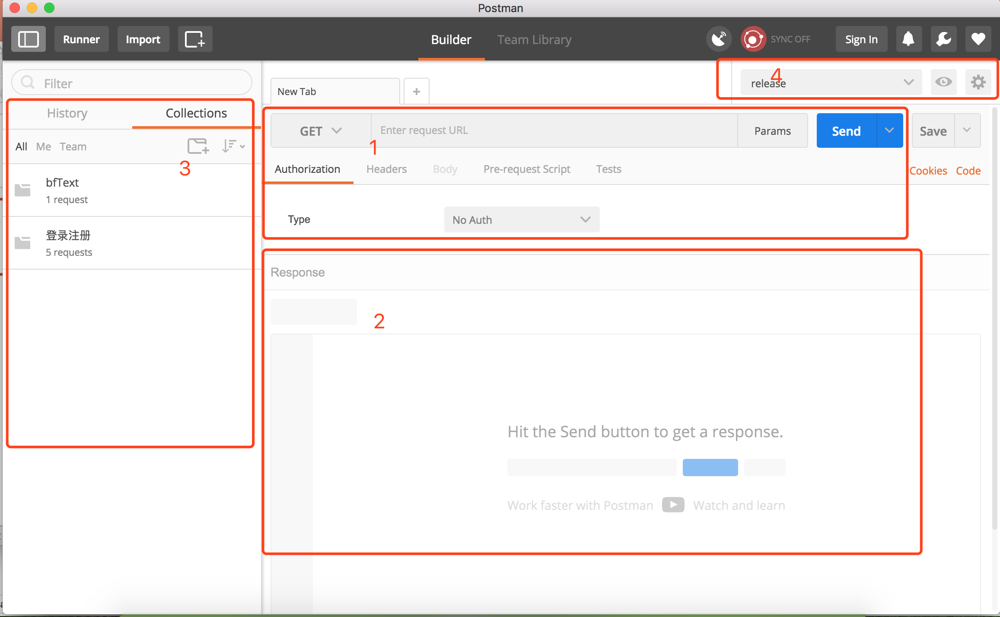 Postman
Runner
Import
Builder
Team Library
SYNC OFF
Sign In
Filter
New Tab
release
4
History
Collections
GET
Enter request URL
Params
Send
Save
1
All Me Team
3
Authorization
Headers
Body
Pre-request Script
Tests
Cookies
Code
bfText
1 request
Type
No Auth
登录注册
5 requests
Response
2
Hit the Send button to get a response.
Work faster with Postman
Watch and learn